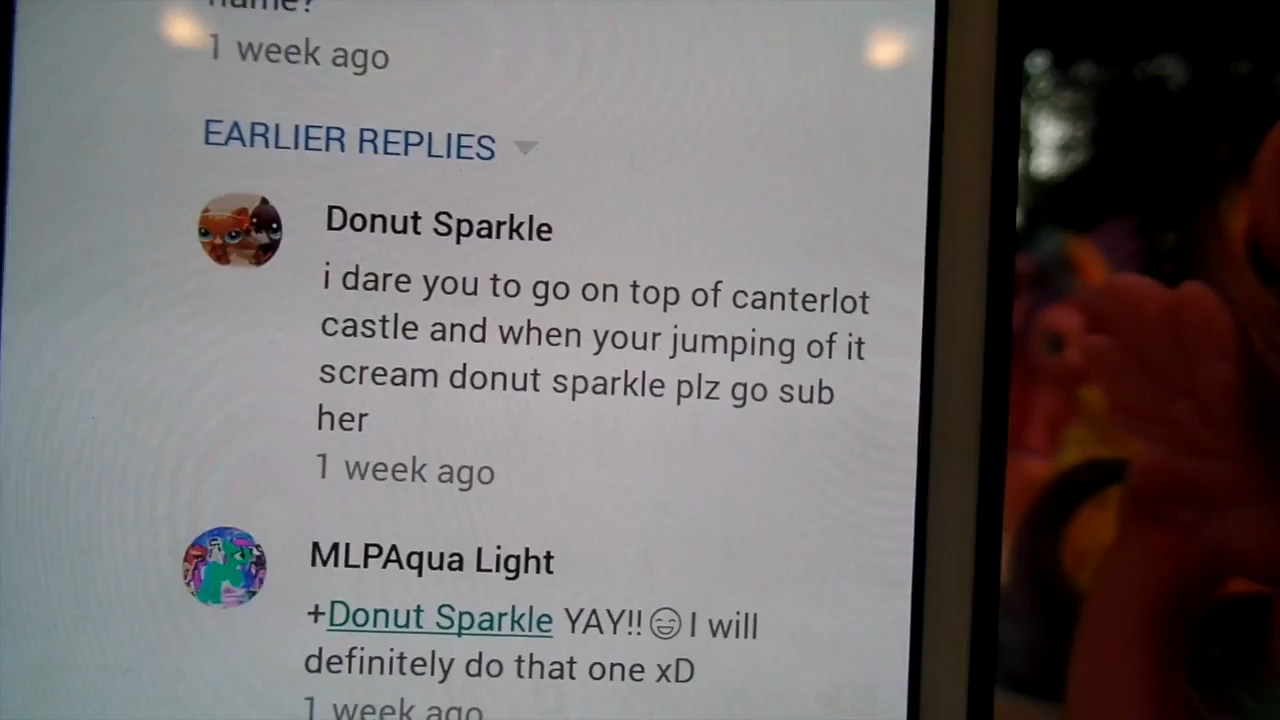 name?
1 week ago
EARLIER REPLIES
Donut Sparkle
i dare you to go on top of canterlot
castle and when your jumping of it
scream donut sparkle plz go sub
her
1 week ago
MLPAqua Light
+Donut Sparkle YAY!!😄 I will
definitely do that one xD
1 week ago